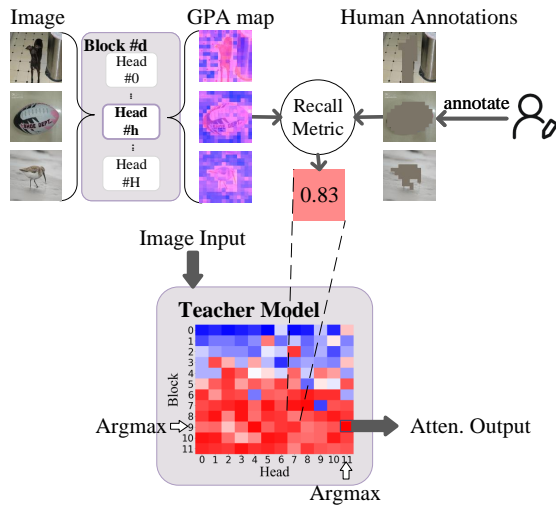 Image
GPA map
Human Annotations
Block #d
Head
#0
⋮
Head
#h
⋮
Head
#H
Recall
Metric
annotate
0.83
Image Input
Teacher Model
Block
0
1
2
3
4
5
6
7
8
9
10
11
Argmax
Atten. Output
0 1 2 3 4 5 6 7 8 9 10 11
Head
Argmax